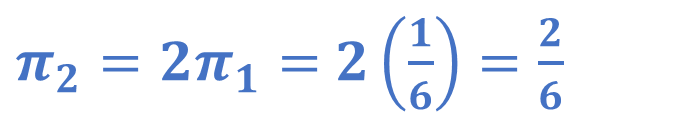 π₂ = 2π₁ = 2(1/6) = 2/6